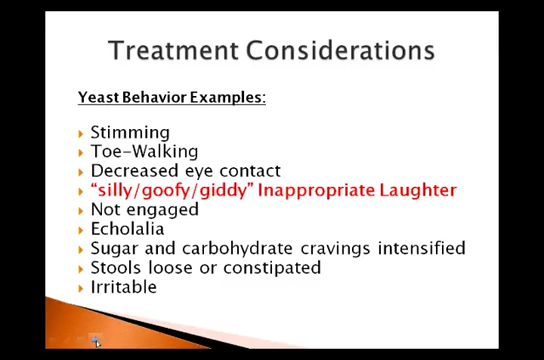 Treatment Considerations
Yeast Behavior Examples:
Stimming
Toe-Walking
Decreased eye contact
“silly/goofy/giddy” Inappropriate Laughter
Not engaged
Echolalia
Sugar and carbohydrate cravings intensified
Stools loose or constipated
Irritable